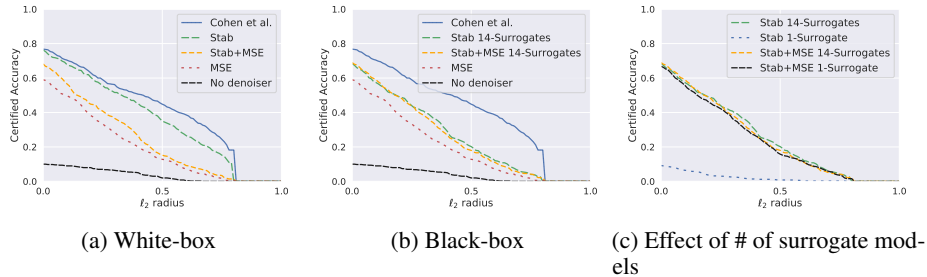 1.0
0.8
0.6
0.4
0.2
0.0
Certified Accuracy
0.0
0.5
1.0
ℓ2 radius
Cohen et al.
Stab
Stab+MSE
MSE
No denoiser
(a) White-box
1.0
0.8
0.6
0.4
0.2
0.0
Certified Accuracy
0.0
0.5
1.0
ℓ2 radius
Cohen et al.
Stab 14-Surrogates
Stab+MSE 14-Surrogates
MSE
No denoiser
(b) Black-box
1.0
0.8
0.6
0.4
0.2
0.0
Certified Accuracy
0.0
0.5
1.0
ℓ2 radius
Stab 14-Surrogates
Stab 1-Surrogate
Stab+MSE 14-Surrogates
Stab+MSE 1-Surrogate
(c) Effect of # of surrogate mod-
els